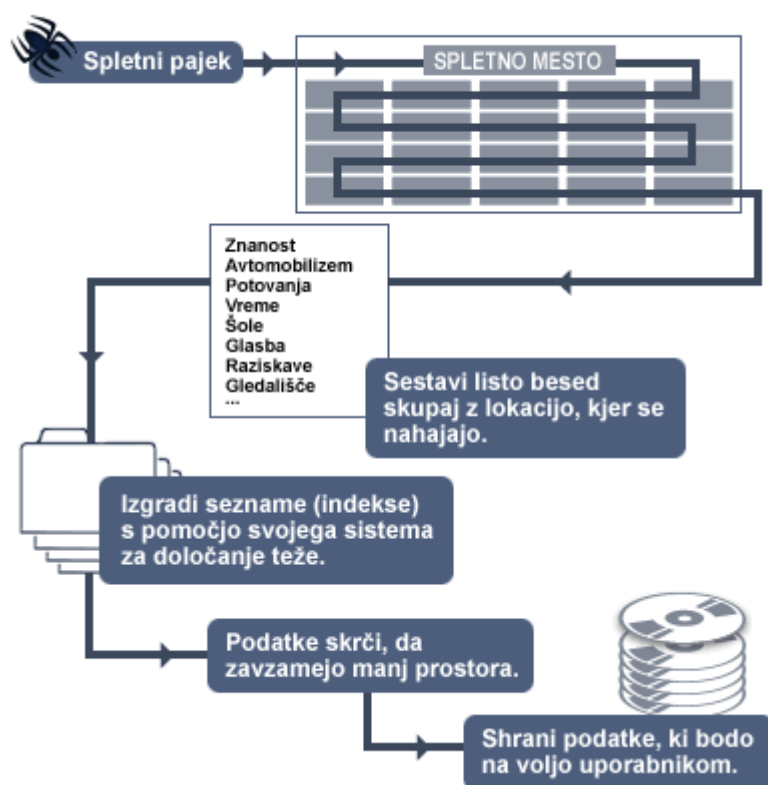 Spletni pajek
SPLETNO MESTO
Znanost
Avtomobilizem
Potovanja
Vreme
Šole
Glasba
Raziskave
Gledališče
...
Sestavi listo besed
skupaj z lokacijo, kjer se
nahajajo.
Izgradi sezname (indekse)
s pomočjo svojega sistema
za določanje teže.
Podatke skrči, da
zavzamejo manj prostora.
Shrani podatke, ki bodo
na voljo uporabnikom.